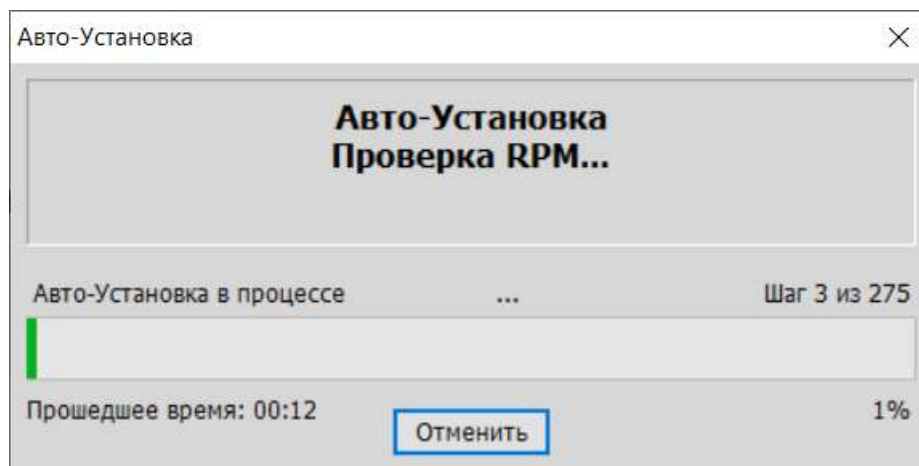 Авто-Установка
Авто-Установка
Проверка RPM...
Авто-Установка в процессе ... Шаг 3 из 275
Прошедшее время: 00:12 1%
Отменить